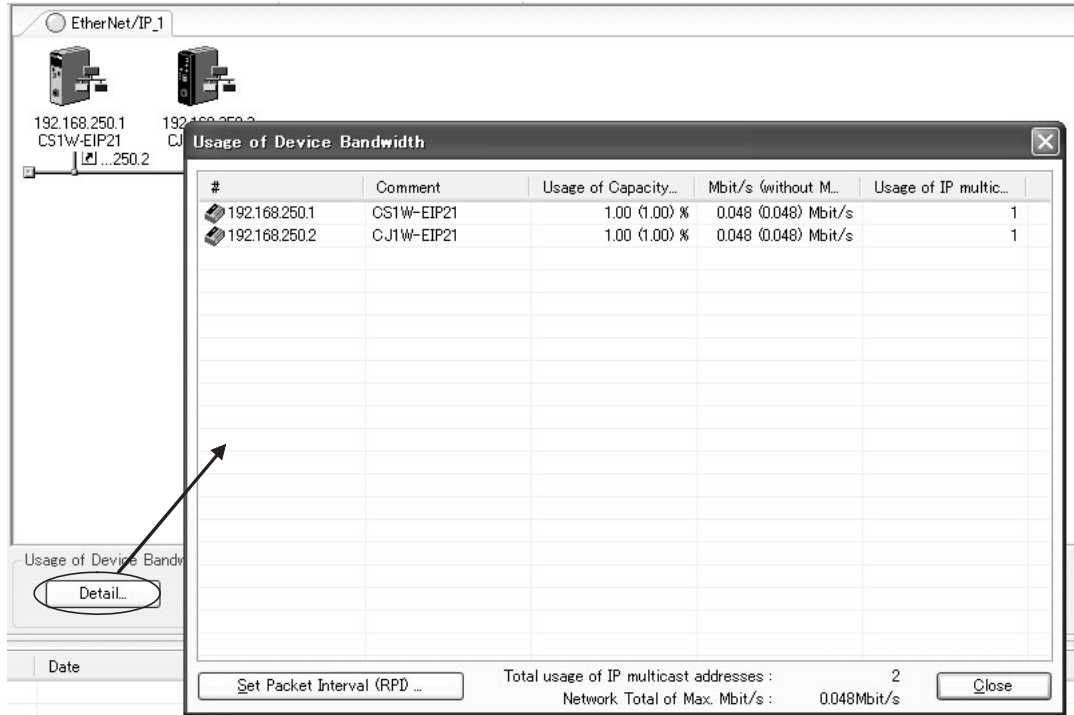 EtherNet/IP_1
192.168.250.1
CS1W-EIP21
...250.2
Usage of Device Bandwidth
# Comment Usage of Capacity... Mbit/s (without M... Usage of IP multic...
192.168.250.1 CS1W-EIP21 1.00 (1.00) % 0.048 (0.048) Mbit/s 1
192.168.250.2 CJ1W-EIP21 1.00 (1.00) % 0.048 (0.048) Mbit/s 1
Usage of Device
Detail...
Date
Set Packet Interval (RPI) ...
Total usage of IP multicast addresses : 2
Network Total of Max. Mbit/s : 0.048Mbit/s
Close